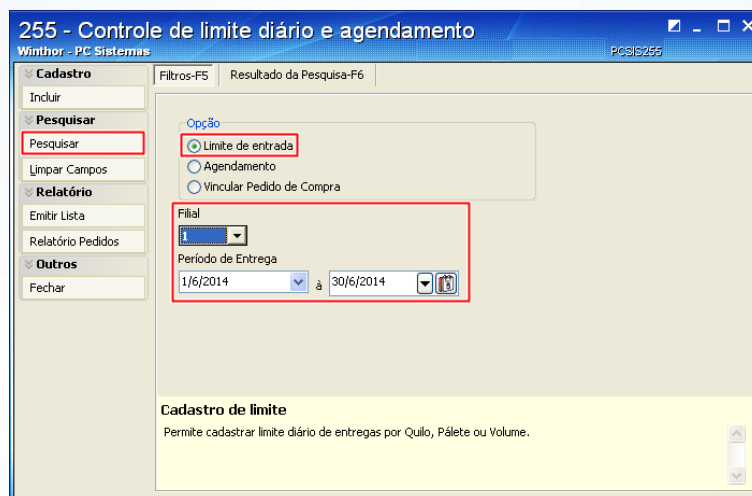 255 - Controle de limite diário e agendamento
Winthor - PC Sistemas
PCSIS255
Cadastro
Incluir
Pesquisar
Pesquisar
Limpar Campos
Relatório
Emitir Lista
Relatório Pedidos
Outros
Fechar
Filtros-F5
Resultado da Pesquisa-F6
Opção
Limite de entrada
Agendamento
Vincular Pedido de Compra
Filial
1
Período de Entrega
1/6/2014 à 30/6/2014
Cadastro de limite
Permite cadastrar limite diário de entregas por Quilo, Pálete ou Volume.